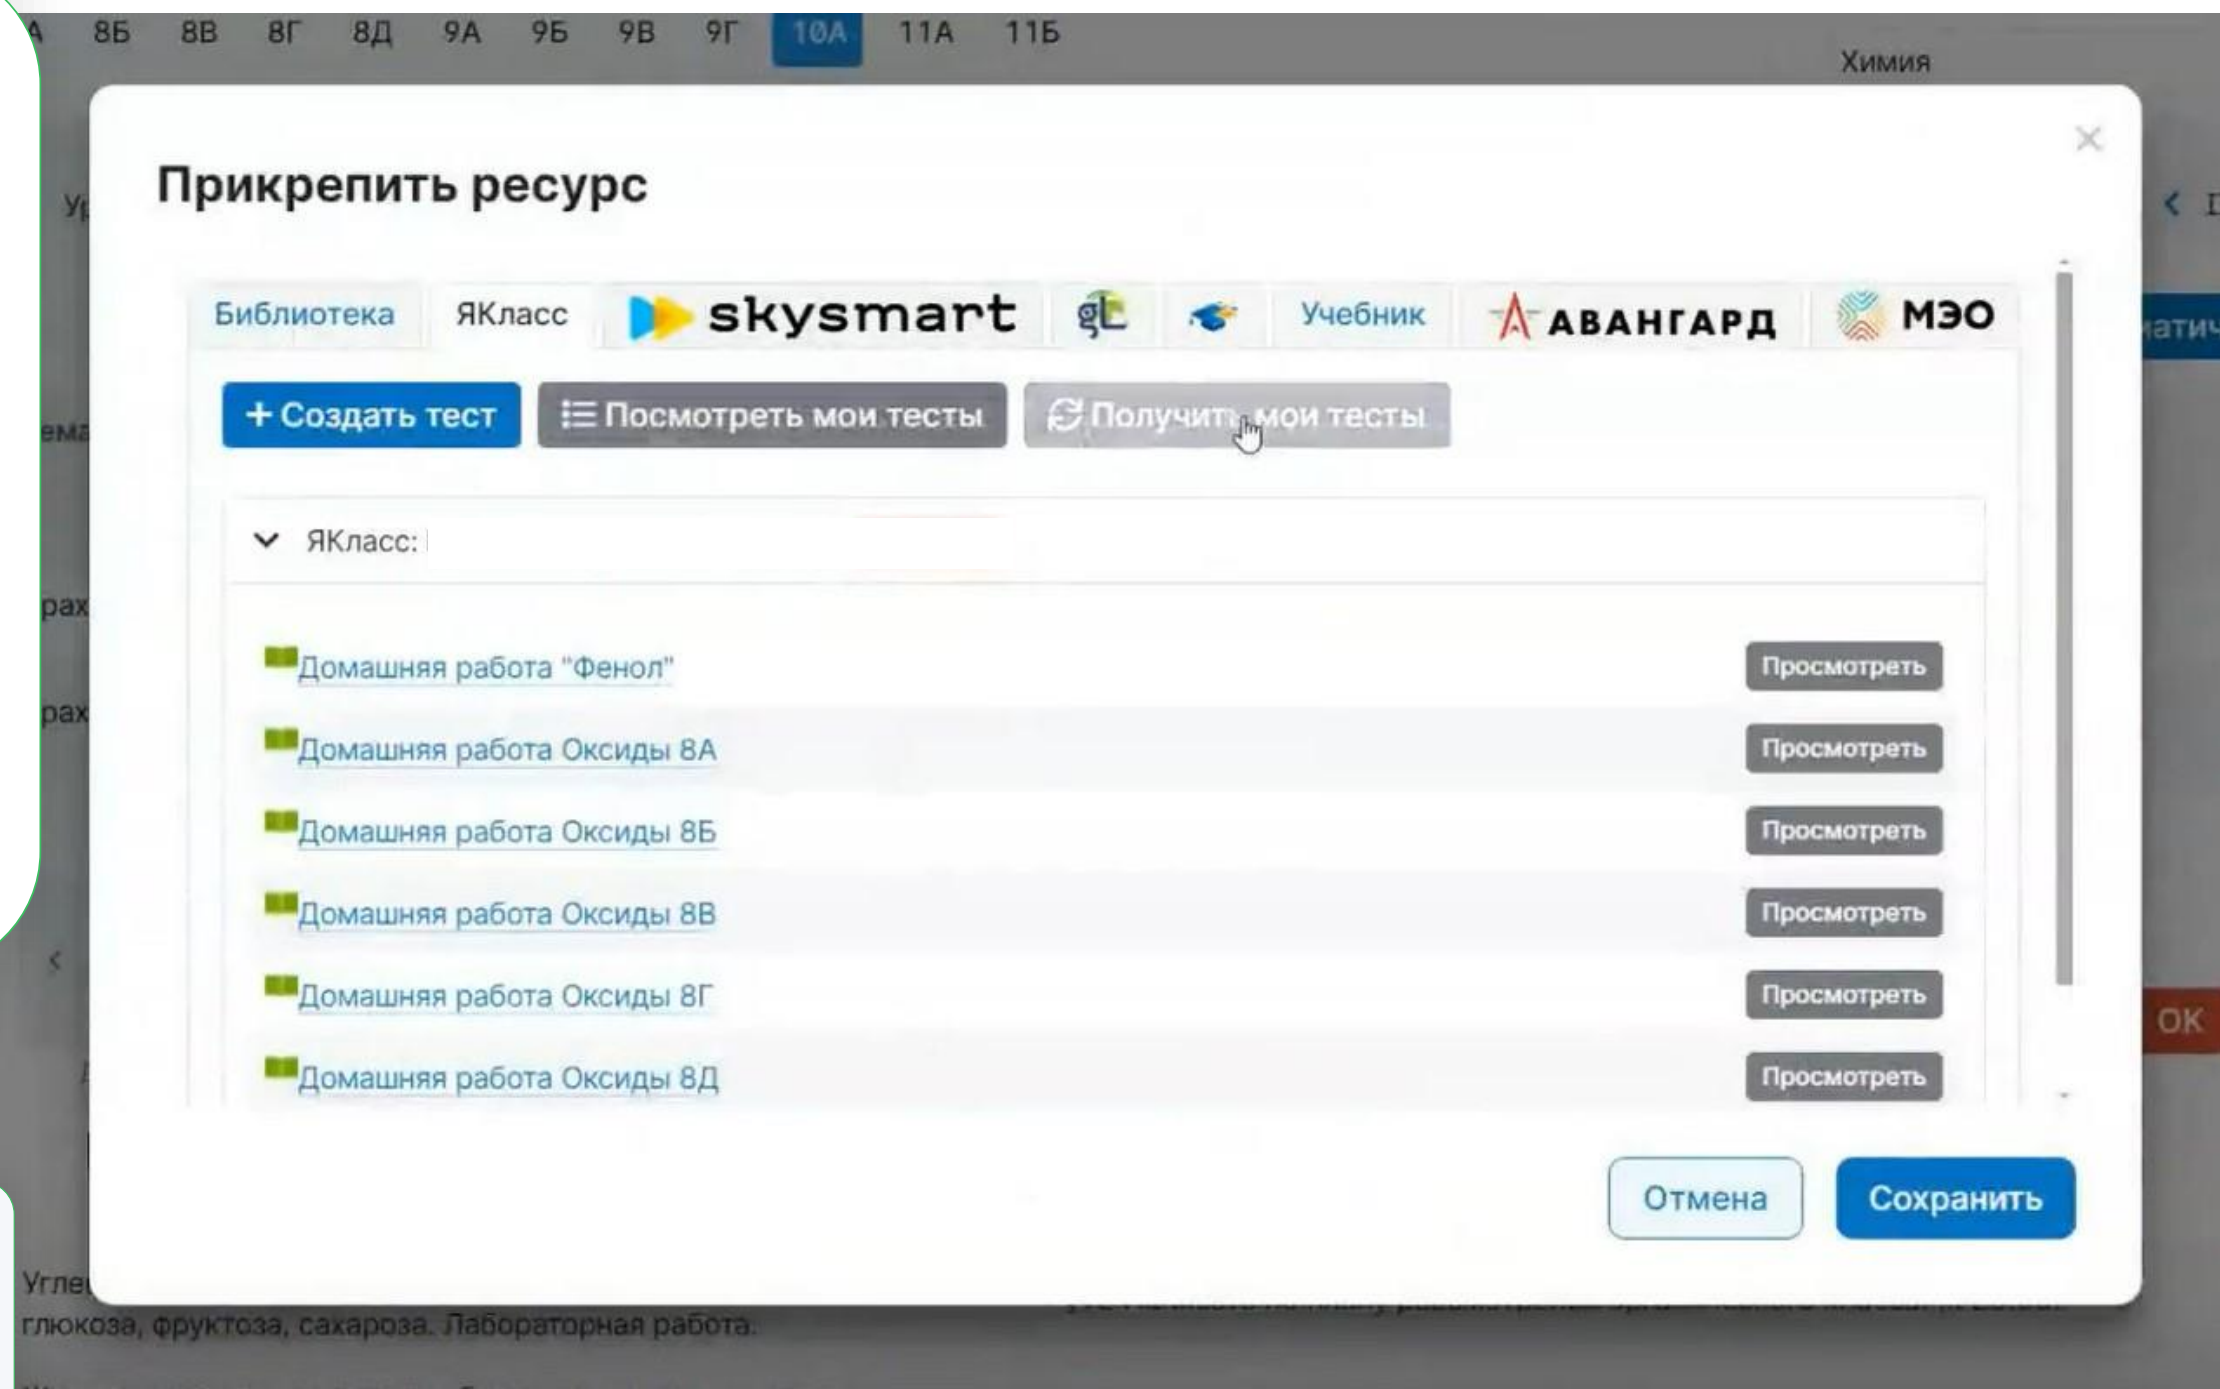 8Б 8В 8Г 8Д 9А 9Б 9В 9Г 10А 11А 11Б
Химия
Прикрепить ресурс
Библиотека ЯКласс skysmart gL Учебник АВАНГАРД МЭО
+ Создать тест Посмотреть мои тесты Получить мои тесты
ЯКласс:
Домашняя работа "Фенол" Просмотреть
Домашняя работа Оксиды 8А Просмотреть
Домашняя работа Оксиды 8Б Просмотреть
Домашняя работа Оксиды 8В Просмотреть
Домашняя работа Оксиды 8Г Просмотреть
ОК
Домашняя работа Оксиды 8Д Просмотреть
Отмена Сохранить
глюкоза, фруктоза, сахароза. Лабораторная работа.